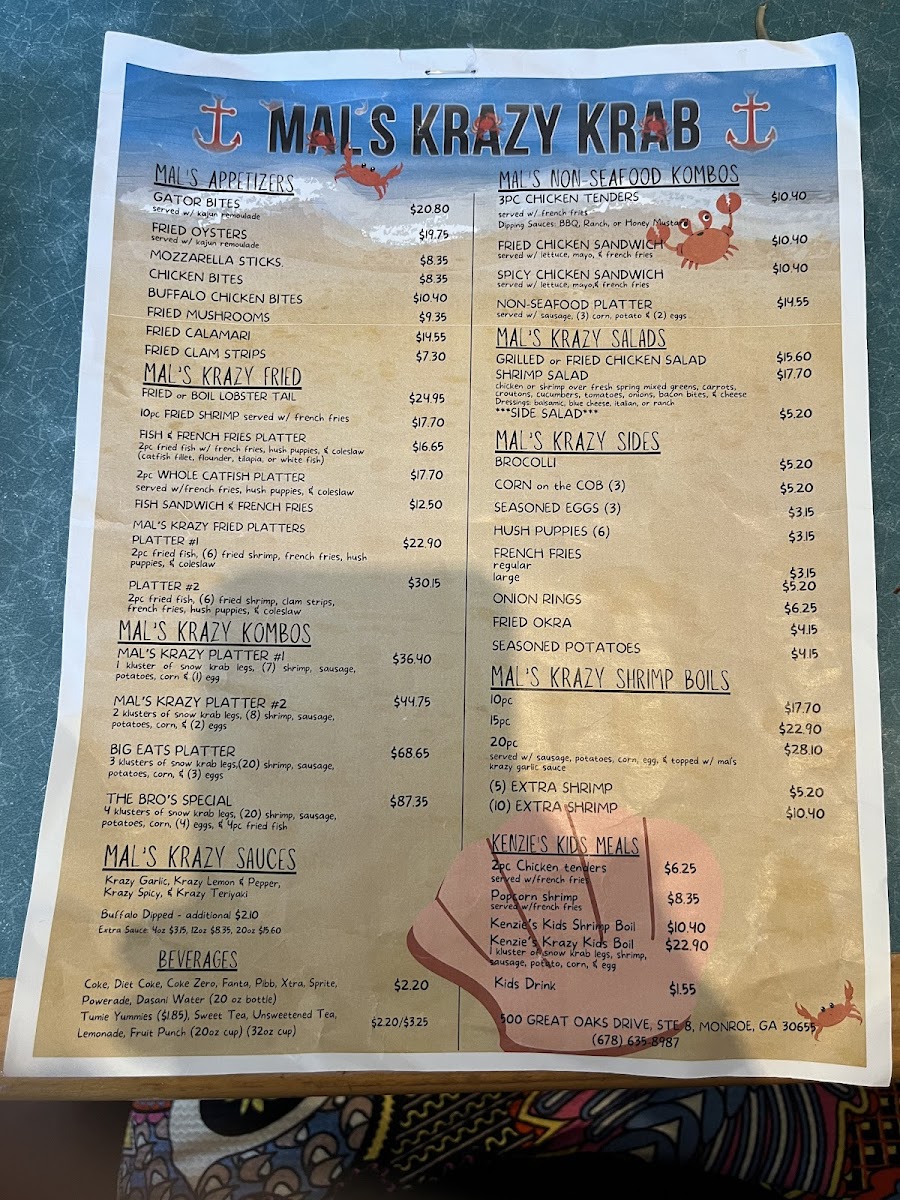 MAL'S KRAZY KRAB
MAL'S APPETIZERS
GATOR BITES $20.80
served w/ kajun remoulade
FRIED OYSTERS $19.75
served w/ kajun remoulade
MOZZARELLA STICKS. $8.35
CHICKEN BITES $8.35
BUFFALO CHICKEN BITES $10.40
FRIED MUSHROOMS $9.35
FRIED CALAMARI $14.55
FRIED CLAM STRIPS $7.30
MAL'S KRAZY FRIED
FRIED or BOIL LOBSTER TAIL $24.95
10pc FRIED SHRIMP served w/ french fries $17.70
FISH & FRENCH FRIES PLATTER $16.65
2pc fried fish w/ french fries, hush puppies, & coleslaw
(catfish fillet, flounder, tilapia, or white fish)
2pc WHOLE CATFISH PLATTER $17.70
served w/french fries, hush puppies, & coleslaw
FISH SANDWICH & FRENCH FRIES $12.50
MAL'S KRAZY FRIED PLATTERS
PLATTER #1 $22.90
2pc fried fish, (6) fried shrimp, french fries, hush
puppies, & coleslaw
PLATTER #2 $30.15
2pc fried fish, (6) fried shrimp, clam strips,
french fries, hush puppies, & coleslaw
MAL'S KRAZY KOMBOS
MAL'S KRAZY PLATTER #1 $36.40
1 kluster of snow krab legs, (7) shrimp, sausage,
potatoes, corn & (1) egg
MAL'S KRAZY PLATTER #2 $44.75
2 klusters of snow krab legs, (8) shrimp, sausage,
potatoes, corn, & (2) eggs
BIG EATS PLATTER $68.65
3 klusters of snow krab legs,(20) shrimp, sausage,
potatoes, corn, & (3) eggs
THE BRO'S SPECIAL $87.35
4 klusters of snow krab legs, (20) shrimp, sausage,
potatoes, corn, (4) eggs, & 4pc fried fish
MAL'S KRAZY SAUCES
Krazy Garlic, Krazy Lemon & Pepper,
Krazy Spicy, & Krazy Teriyaki
Buffalo Dipped - additional $2.10
Extra Sauce: 4oz $3.15, 12oz $8.35, 20oz $15.60
BEVERAGES
Coke, Diet Coke, Coke Zero, Fanta, Pibb, Xtra, Sprite, $2.20
Powerade, Dasani Water (20 oz bottle)
Tumie Yummies ($1.85), Sweet Tea, Unsweetened Tea, $2.20/$3.25
Lemonade, Fruit Punch (20oz cup) (32oz cup)
MAL'S NON-SEAFOOD KOMBOS
3PC CHICKEN TENDERS $10.40
served w/ french fries
Dipping Sauces: BBQ, Ranch, or Honey Mustard
FRIED CHICKEN SANDWICH $10.40
served w/ lettuce, mayo, & french fries
SPICY CHICKEN SANDWICH $10.40
served w/ lettuce, mayo,& french fries
NON-SEAFOOD PLATTER $14.55
served w/ sausage, (3) corn, potato & (2) eggs
MAL'S KRAZY SALADS
GRILLED or FRIED CHICKEN SALAD $15.60
SHRIMP SALAD $17.70
chicken or shrimp over fresh spring mixed greens, carrots,
croutons, cucumbers, tomatoes, onions, bacon bites, & cheese
Dressings: balsamic, blue cheese, italian, or ranch
***SIDE SALAD*** $5.20
MAL'S KRAZY SIDES
BROCOLLI $5.20
CORN on the COB (3) $5.20
SEASONED EGGS (3) $3.15
HUSH PUPPIES (6) $3.15
FRENCH FRIES
regular $3.15
large $5.20
ONION RINGS $6.25
FRIED OKRA $4.15
SEASONED POTATOES $4.15
MAL'S KRAZY SHRIMP BOILS
10pc $17.70
15pc $22.90
20pc $28.10
served w/ sausage, potatoes, corn, egg, & topped w/ mal's
krazy garlic sauce
(5) EXTRA SHRIMP $5.20
(10) EXTRA SHRIMP $10.40
KENZIE'S KIDS MEALS
2pc Chicken tenders $6.25
served w/french fries
Popcorn shrimp $8.35
served w/french fries
Kenzie's Kids Shrimp Boil $10.40
Kenzie's Krazy Kids Boil $22.90
1 kluster of snow krab legs, shrimp,
sausage, potato, corn, & egg
Kids Drink $1.55
500 GREAT OAKS DRIVE, STE 8, MONROE, GA 30655
(678) 635-8987